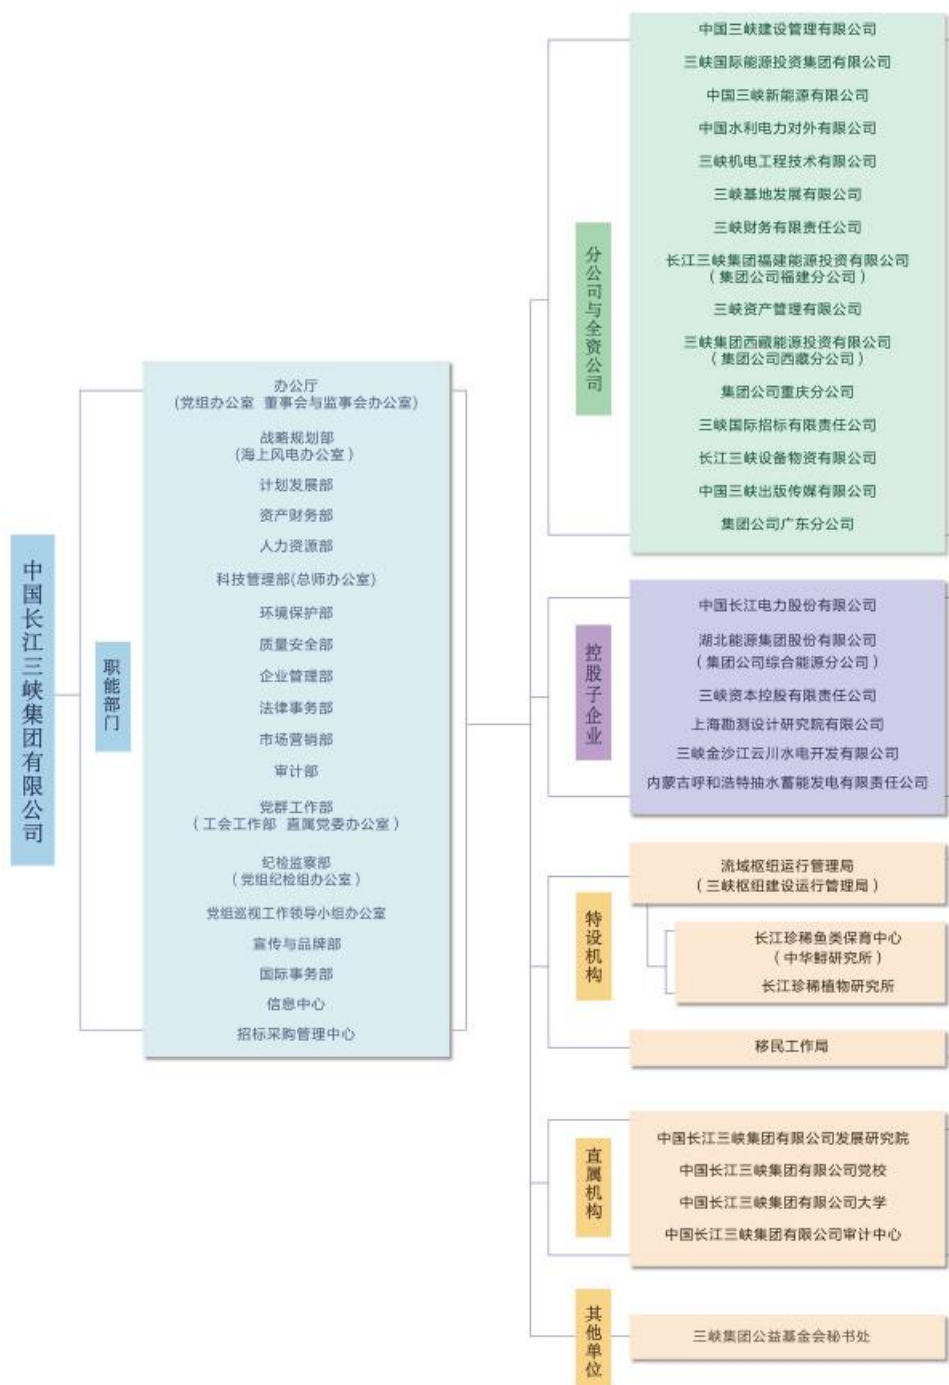 中国长江三峡集团有限公司
职能部门
办公厅
(党组办公室 董事会与监事会办公室)
战略规划部
(海上风电办公室)
计划发展部
资产财务部
人力资源部
科技管理部(总师办公室)
环境保护部
质量安全部
企业管理部
法律事务部
市场营销部
审计部
党群工作部
(工会工作部 直属党委办公室)
纪检监察部
(党组纪检组办公室)
党组巡视工作领导小组办公室
宣传与品牌部
国际事务部
信息中心
招标采购管理中心
分公司与全资公司
中国三峡建设管理有限公司
三峡国际能源投资集团有限公司
中国三峡新能源有限公司
中国水利电力对外有限公司
三峡机电工程技术有限公司
三峡基地发展有限公司
三峡财务有限责任公司
长江三峡集团福建能源投资有限公司
(集团公司福建分公司)
三峡资产管理有限公司
三峡集团西藏能源投资有限公司
(集团公司西藏分公司)
集团公司重庆分公司
三峡国际招标有限责任公司
长江三峡设备物资有限公司
中国三峡出版传媒有限公司
集团公司广东分公司
控股子企业
中国长江电力股份有限公司
湖北能源集团股份有限公司
(集团公司综合能源分公司)
三峡资本控股有限责任公司
上海勘测设计研究院有限公司
三峡金沙江云川水电开发有限公司
内蒙古呼和浩特抽水蓄能发电有限责任公司
特设机构
流域枢纽运行管理局
(三峡枢纽建设运行管理局)
长江珍稀鱼类保育中心
(中华鲟研究所)
长江珍稀植物研究所
移民工作局
直属机构
中国长江三峡集团有限公司发展研究院
中国长江三峡集团有限公司党校
中国长江三峡集团有限公司大学
中国长江三峡集团有限公司审计中心
其他单位
三峡集团公益基金会秘书处